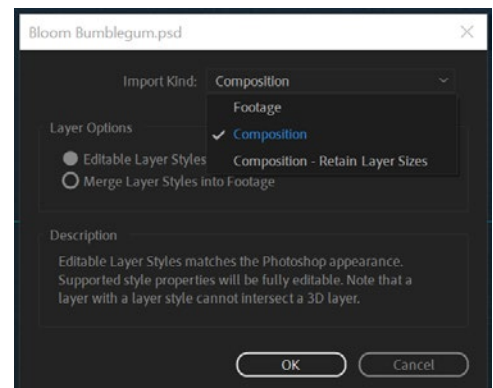 Bloom Bumblegum.psd
Import Kind: Composition
Footage
Composition
Composition - Retain Layer Sizes
Layer Options
Editable Layer Styles
Merge Layer Styles into Footage
Description
Editable Layer Styles matches the Photoshop appearance.
Supported style properties will be fully editable. Note that a
layer with a layer style cannot intersect a 3D layer.
OK Cancel